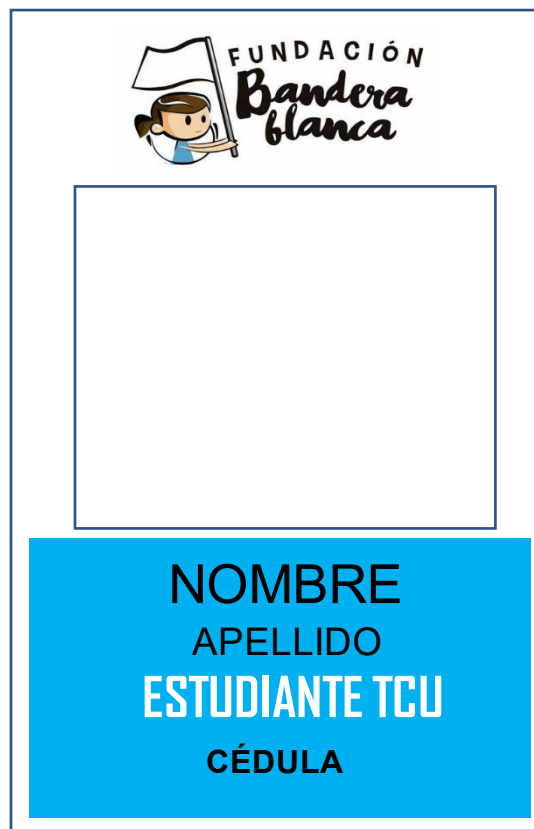 FUNDACIÓN
Bandera
blanca
NOMBRE
APELLIDO
ESTUDIANTE TCU
CÉDULA